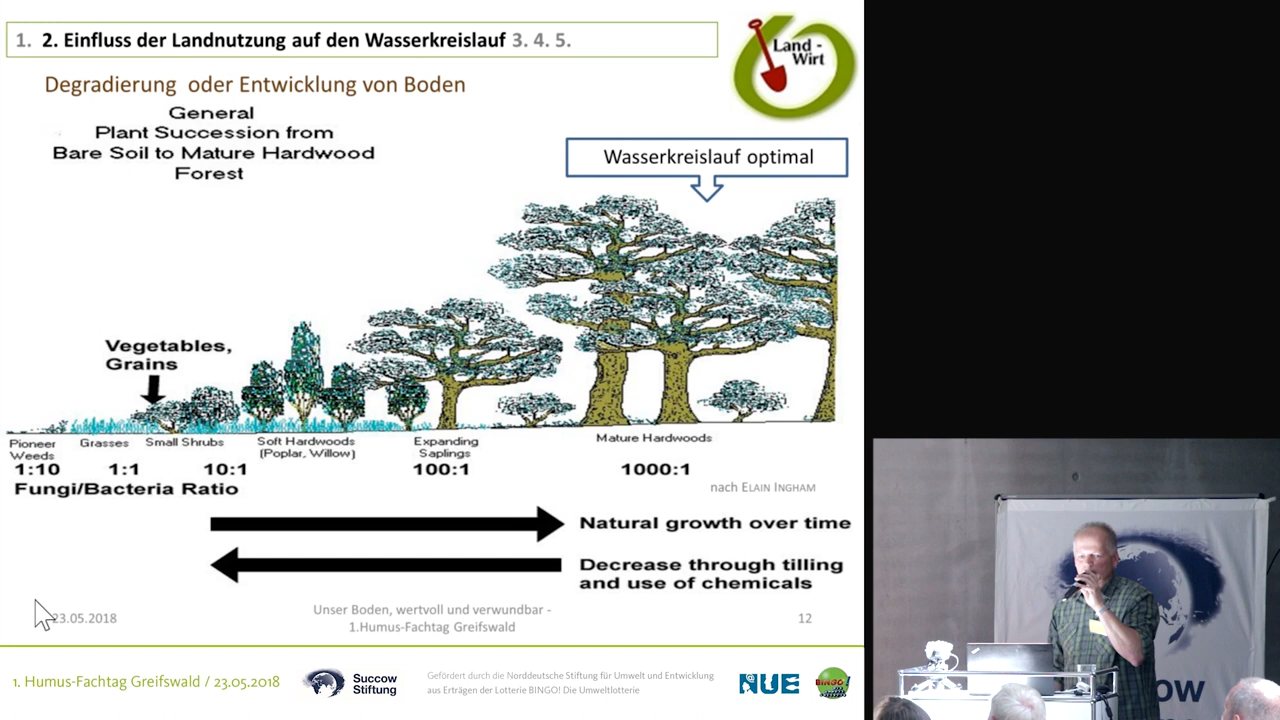 1. 2. Einfluss der Landnutzung auf den Wasserkreislauf 3. 4. 5.
Land -
Wirt
Degradierung oder Entwicklung von Boden
General
Plant Succession from
Bare Soil to Mature Hardwood
Forest
Wasserkreislauf optimal
Vegetables,
Grains
Pioneer
Weeds
Grasses
Small Shrubs
Soft Hardwoods
(Poplar, Willow)
Expanding
Saplings
Mature Hardwoods
1:10 1:1 10:1 100:1 1000:1
Fungi/Bacteria Ratio
nach ELAIN INGHAM
Natural growth over time
Decrease through tilling
and use of chemicals
23.05.2018
Unser Boden, wertvoll und verwundbar -
1.Humus-Fachtag Greifswald
12
1. Humus-Fachtag Greifswald / 23.05.2018
Succow
Stiftung
Gefördert durch die Norddeutsche Stiftung für Umwelt und Entwicklung
aus Erträgen der Lotterie BINGO! Die Umweltlotterie
NUE
BINGO!